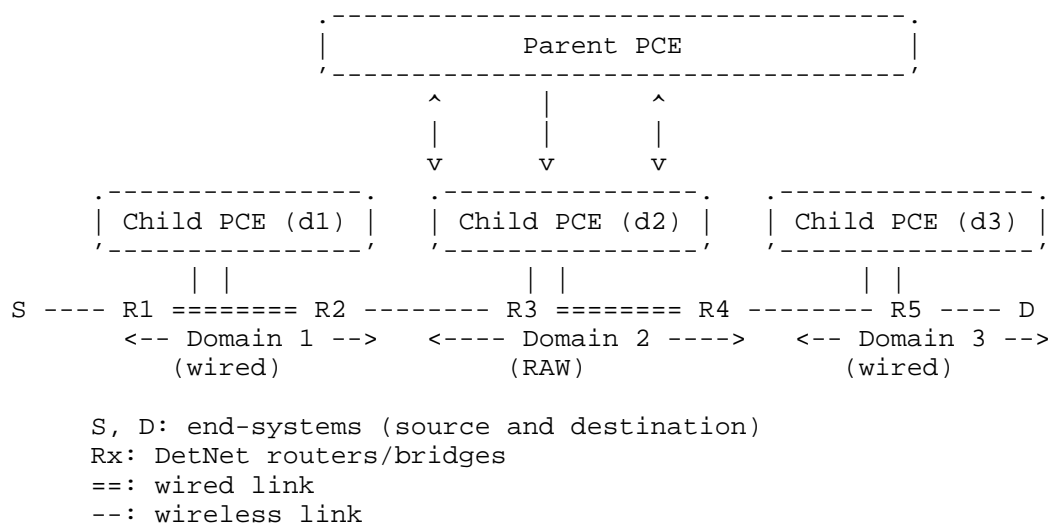 Parent PCE
Child PCE (d1) Child PCE (d2) Child PCE (d3)
S ---- R1 ======== R2 -------- R3 ======== R4 -------- R5 ---- D
<-- Domain 1 --> <---- Domain 2 ----> <-- Domain 3 -->
(wired) (RAW) (wired)
S, D: end-systems (source and destination)
Rx: DetNet routers/bridges
==: wired link
--: wireless link